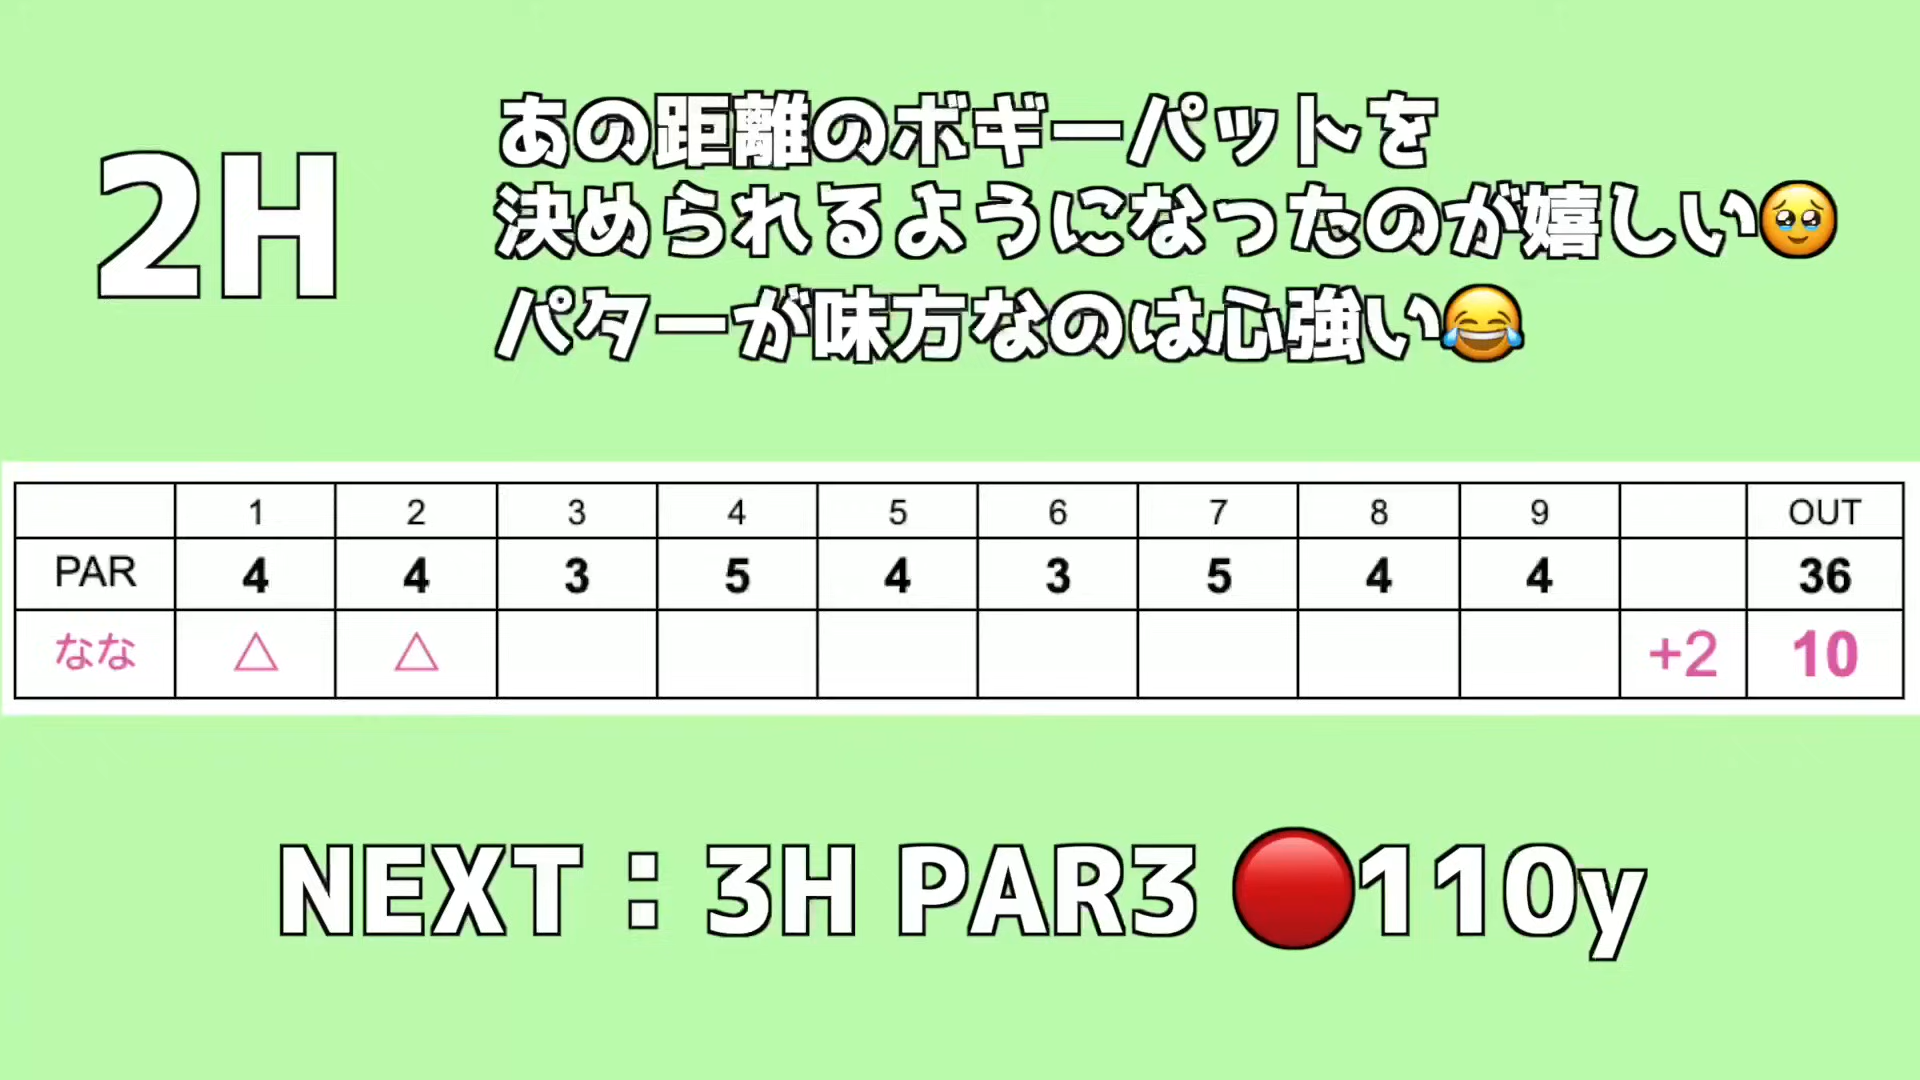 2H
あの距離のボギーパットを
決められるようになったのが嬉しい🥹
パターが味方なのは心強い😂
1 2 3 4 5 6 7 8 9 OUT
PAR 4 4 3 5 4 3 5 4 4 36
なな △ △ +2 10
NEXT：3H PAR3 🔴110y